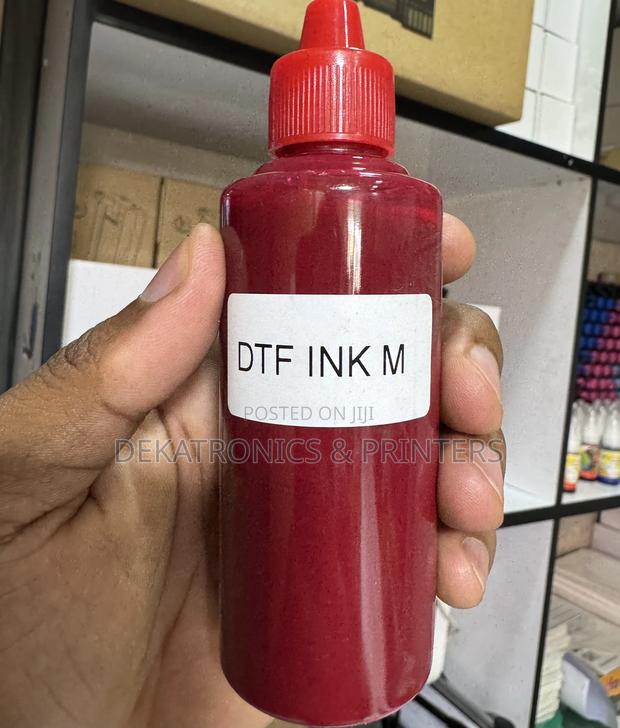 DTF INK M
POSTED ON JIJI
DEKATRONICS & PRINTERS